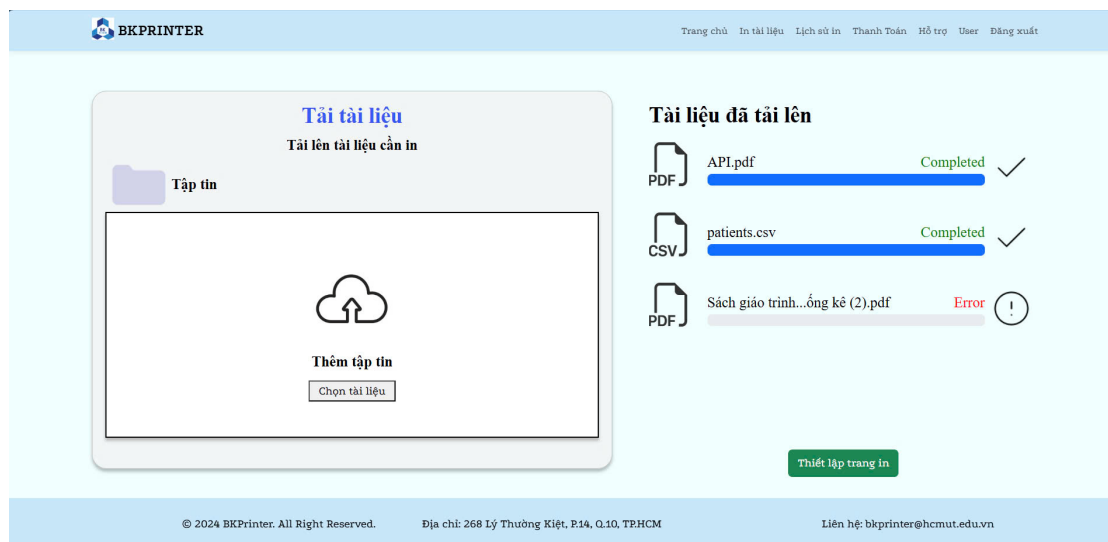 BKPRINTER
Trang chủ In tài liệu Lịch sử in Thanh Toán Hỗ trợ User Đăng xuất
Tải tài liệu
Tải lên tài liệu cần in
Tập tin
Thêm tập tin
Chọn tài liệu
Tài liệu đã tải lên
PDF
API.pdf Completed
CSV
patients.csv Completed
PDF
Sách giáo trình...ống kê (2).pdf Error
Thiết lập trang in
© 2024 BKPrinter. All Right Reserved. Địa chỉ: 268 Lý Thường Kiệt, P.14, Q.10, TP.HCM Liên hệ: bkprinter@hcmut.edu.vn